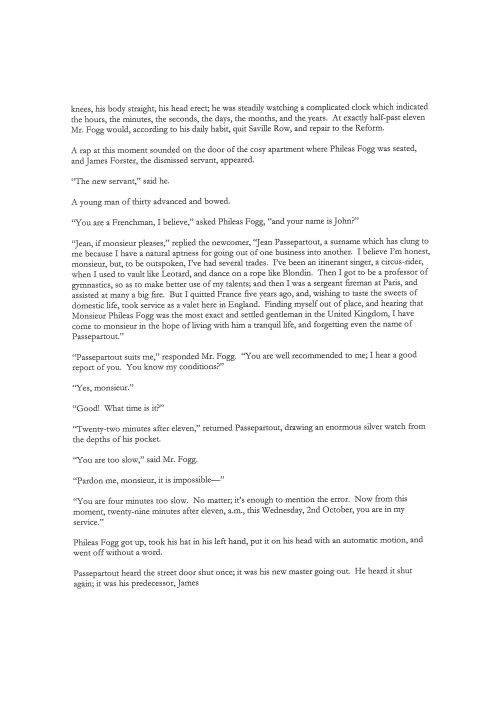 knees, his body straight, his head erect; he was steadily watching a complicated clock which indicated
the hours, the minutes, the seconds, the days, the months, and the years.  At exactly half-past eleven
Mr. Fogg would, according to his daily habit, quit Saville Row, and repair to the Reform.
A rap at this moment sounded on the door of the cosy apartment where Phileas Fogg was seated,
and James Forster, the dismissed servant, appeared.
“The new servant,” said he.
A young man of thirty advanced and bowed.
“You are a Frenchman, I believe,” asked Phileas Fogg, “and your name is John?”
“Jean, if monsieur pleases,” replied the newcomer, “Jean Passepartout, a surname which has clung to
me because I have a natural aptness for going out of one business into another.  I believe I’m honest,
monsieur, but, to be outspoken, I’ve had several trades.  I’ve been an itinerant singer, a circus-rider,
when I used to vault like Leotard, and dance on a rope like Blondin.  Then I got to be a professor of
gymnastics, so as to make better use of my talents; and then I was a sergeant fireman at Paris, and
assisted at many a big fire.  But I quitted France five years ago, and, wishing to taste the sweets of
domestic life, took service as a valet here in England.  Finding myself out of place, and hearing that
Monsieur Phileas Fogg was the most exact and settled gentleman in the United Kingdom, I have
come to monsieur in the hope of living with him a tranquil life, and forgetting even the name of
Passepartout.”
“Passepartout suits me,” responded Mr. Fogg.  “You are well recommended to me; I hear a good
report of you.  You know my conditions?”
“Yes, monsieur.”
“Good!  What time is it?”
“Twenty-two minutes after eleven,” returned Passepartout, drawing an enormous silver watch from
the depths of his pocket.
“You are too slow,” said Mr. Fogg.
“Pardon me, monsieur, it is impossible—”
“You are four minutes too slow.  No matter; it’s enough to mention the error.  Now from this
moment, twenty-nine minutes after eleven, a.m., this Wednesday, 2nd October, you are in my
service.”
Phileas Fogg got up, took his hat in his left hand, put it on his head with an automatic motion, and
went off without a word.
Passepartout heard the street door shut once; it was his new master going out.  He heard it shut
again; it was his predecessor, James